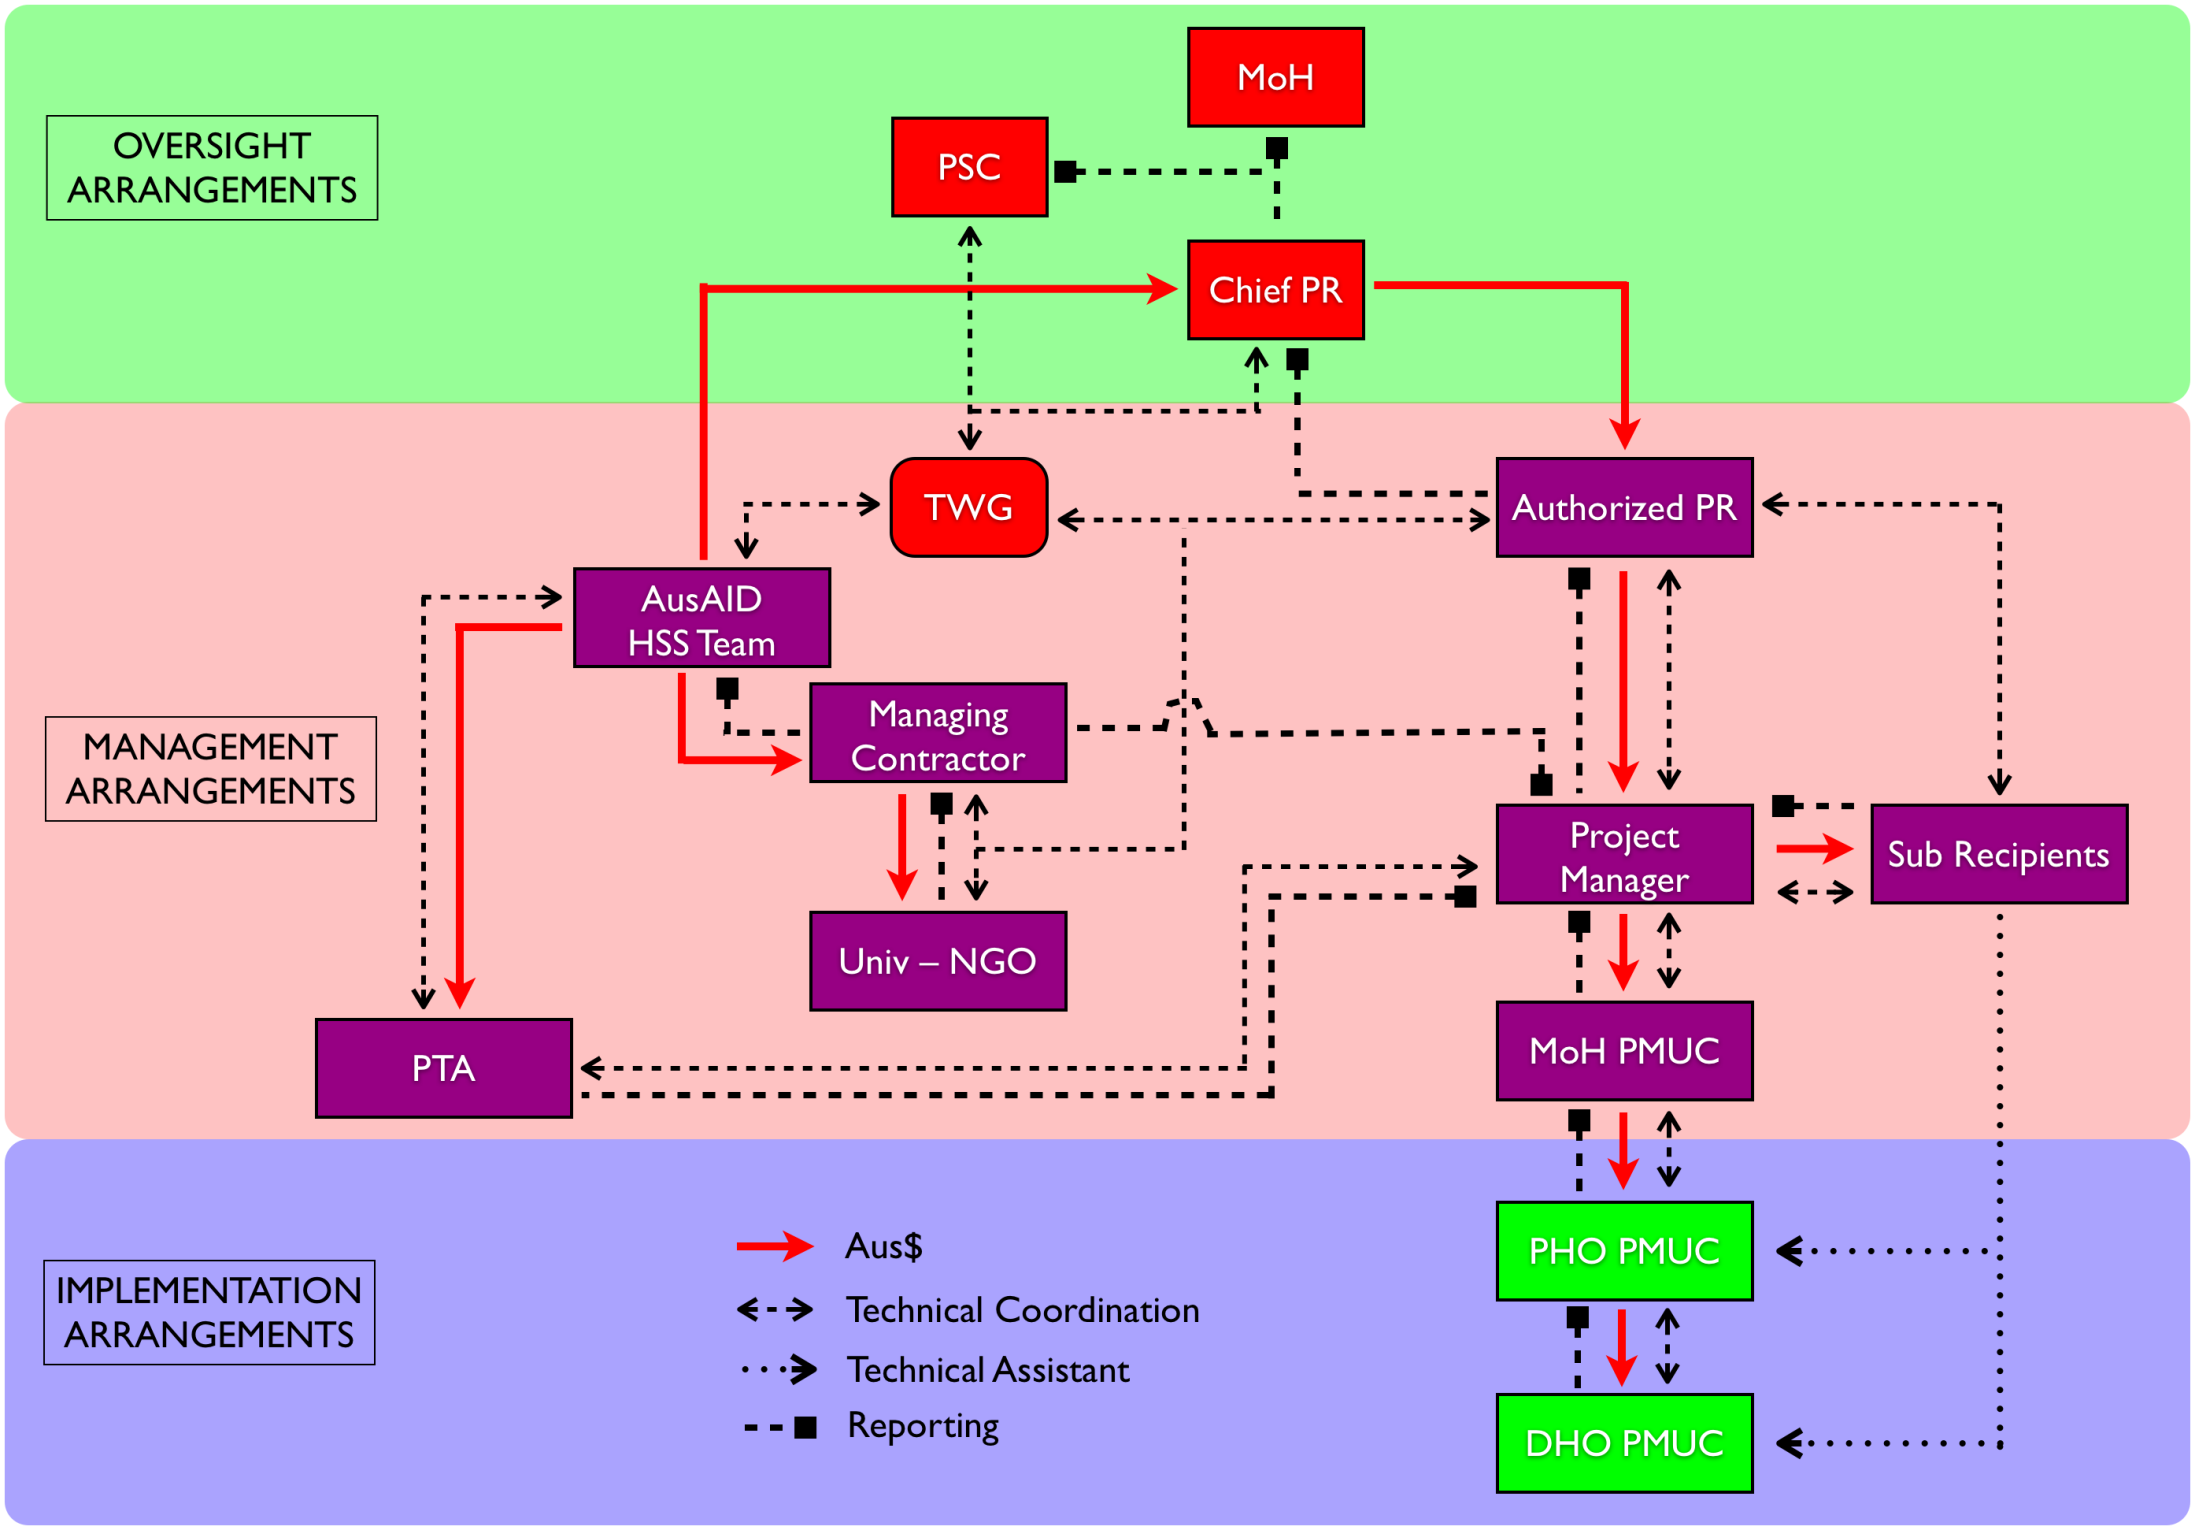 MoH
OVERSIGHT
ARRANGEMENTS
PSC
Chief PR
TWG
Authorized PR
AusAID
HSS Team
Managing
Contractor
MANAGEMENT
ARRANGEMENTS
Project
Manager
Sub Recipients
Univ – NGO
MoH PMUC
PTA
IMPLEMENTATION
ARRANGEMENTS
Aus$
Technical Coordination
Technical Assistant
Reporting
PHO PMUC
DHO PMUC